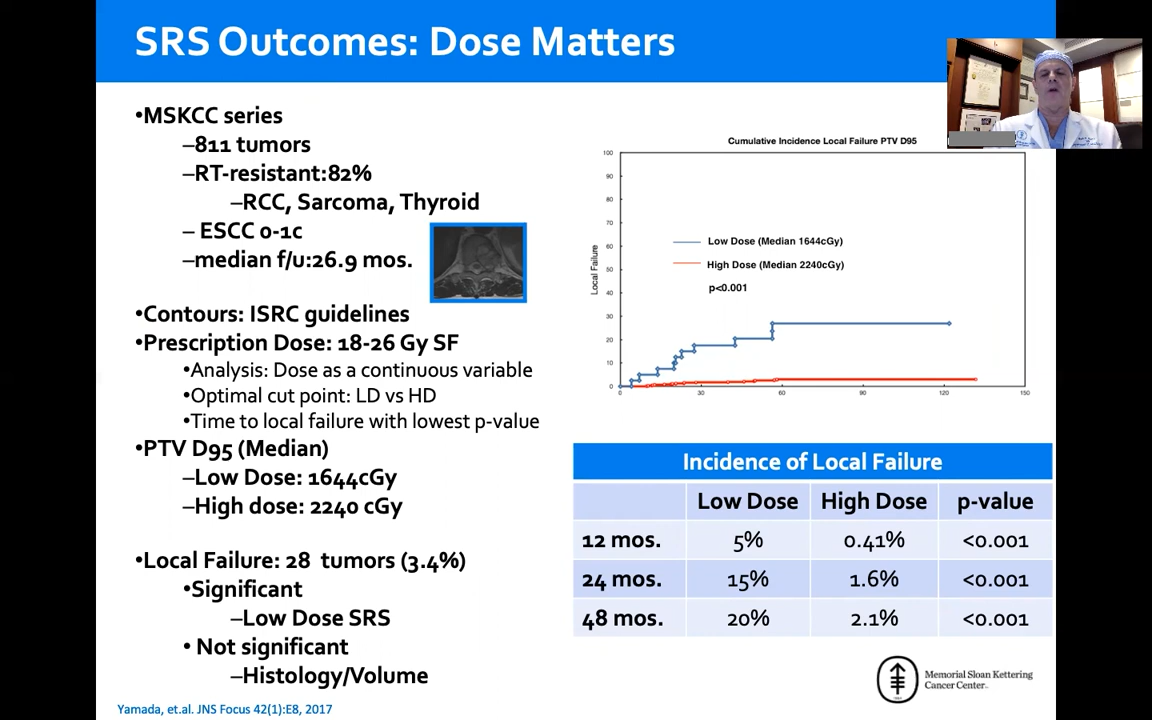 SRS Outcomes: Dose Matters
•MSKCC series
–811 tumors
–RT-resistant:82%
–RCC, Sarcoma, Thyroid
– ESCC 0-1c
–median f/u:26.9 mos.
•Contours: ISRC guidelines
•Prescription Dose: 18-26 Gy SF
•Analysis: Dose as a continuous variable
•Optimal cut point: LD vs HD
•Time to local failure with lowest p-value
•PTV D95 (Median)
–Low Dose: 1644cGy
–High dose: 2240 cGy
•Local Failure: 28 tumors (3.4%)
•Significant
–Low Dose SRS
• Not significant
–Histology/Volume
Yamada, et.al. JNS Focus 42(1):E8, 2017
Cumulative Incidence Local Failure PTV D95
100
90
80
70
60
50
40
30
20
10
0
Local Failure
Low Dose (Median 1644cGy)
High Dose (Median 2240cGy)
p<0.001
0 30 60 90 120 150
Incidence of Local Failure
Low Dose High Dose p-value
12 mos. 5% 0.41% <0.001
24 mos. 15% 1.6% <0.001
48 mos. 20% 2.1% <0.001
Memorial Sloan Kettering
Cancer Center